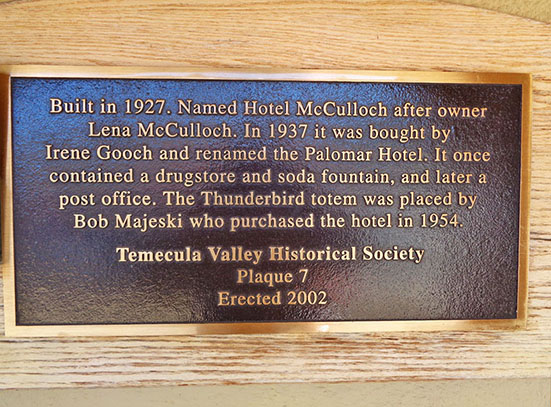 Built in 1927. Named Hotel McCulloch after owner
Lena McCulloch. In 1937 it was bought by
Irene Gooch and renamed the Palomar Hotel. It once
contained a drugstore and soda fountain, and later a
post office. The Thunderbird totem was placed by
Bob Majeski who purchased the hotel in 1954.
Temecula Valley Historical Society
Plaque 7
Erected 2002